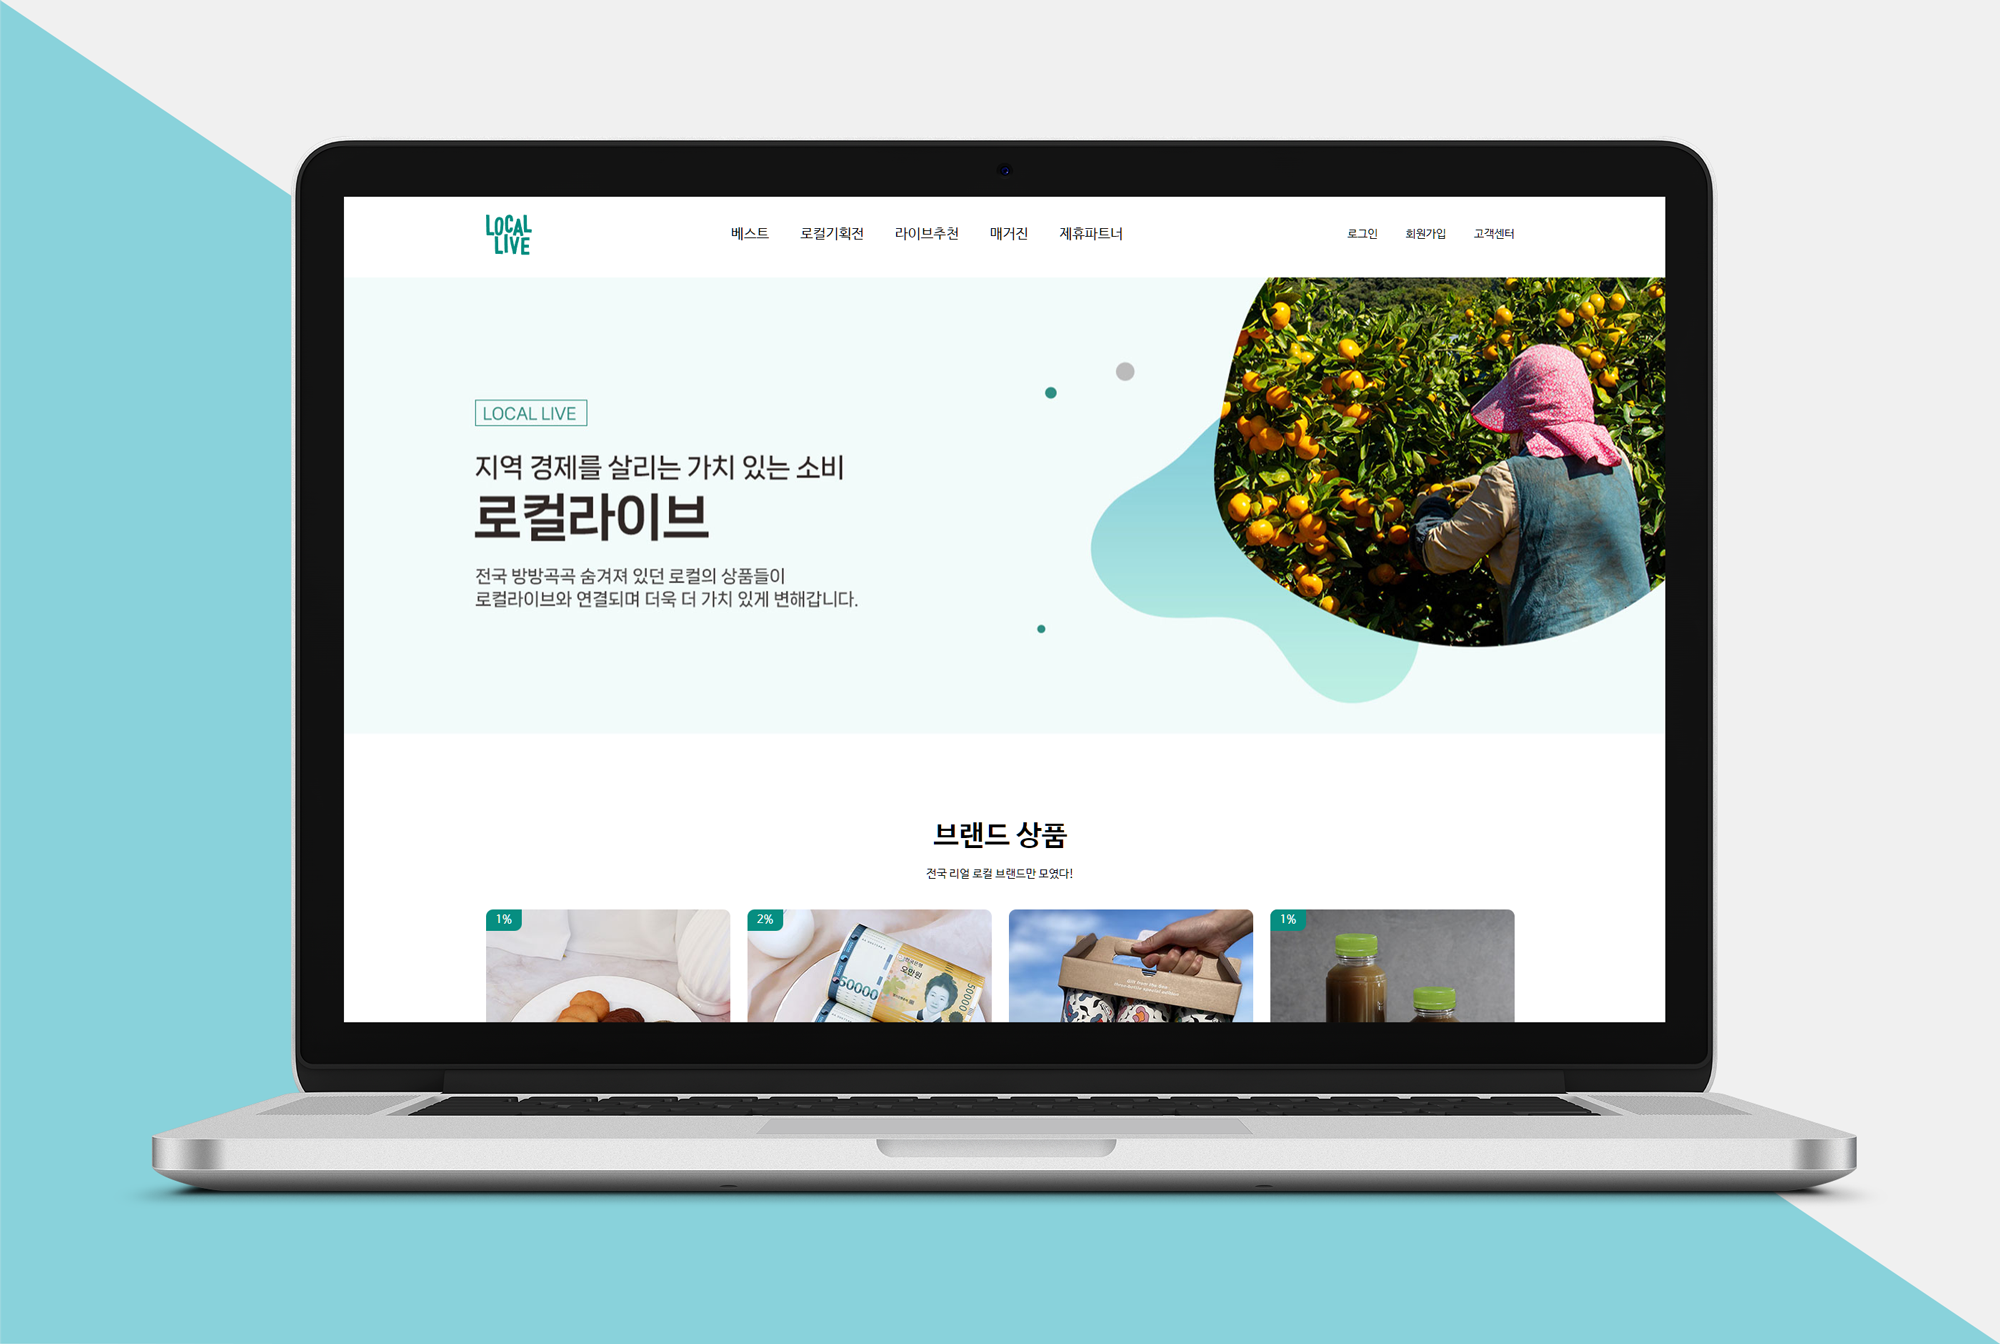 LOCAL
LIVE
베스트 로컬기획전 라이브추천 매거진 제휴파트너
로그인 회원가입 고객센터
LOCAL LIVE
지역 경제를 살리는 가치 있는 소비
로컬라이브
전국 방방곡곡 숨겨져 있던 로컬의 상품들이
로컬라이브와 연결되며 더욱 더 가치 있게 변해갑니다.
브랜드 상품
전국 리얼 로컬 브랜드만 모였다!
1%
2%
1%
50000
오만원
50000